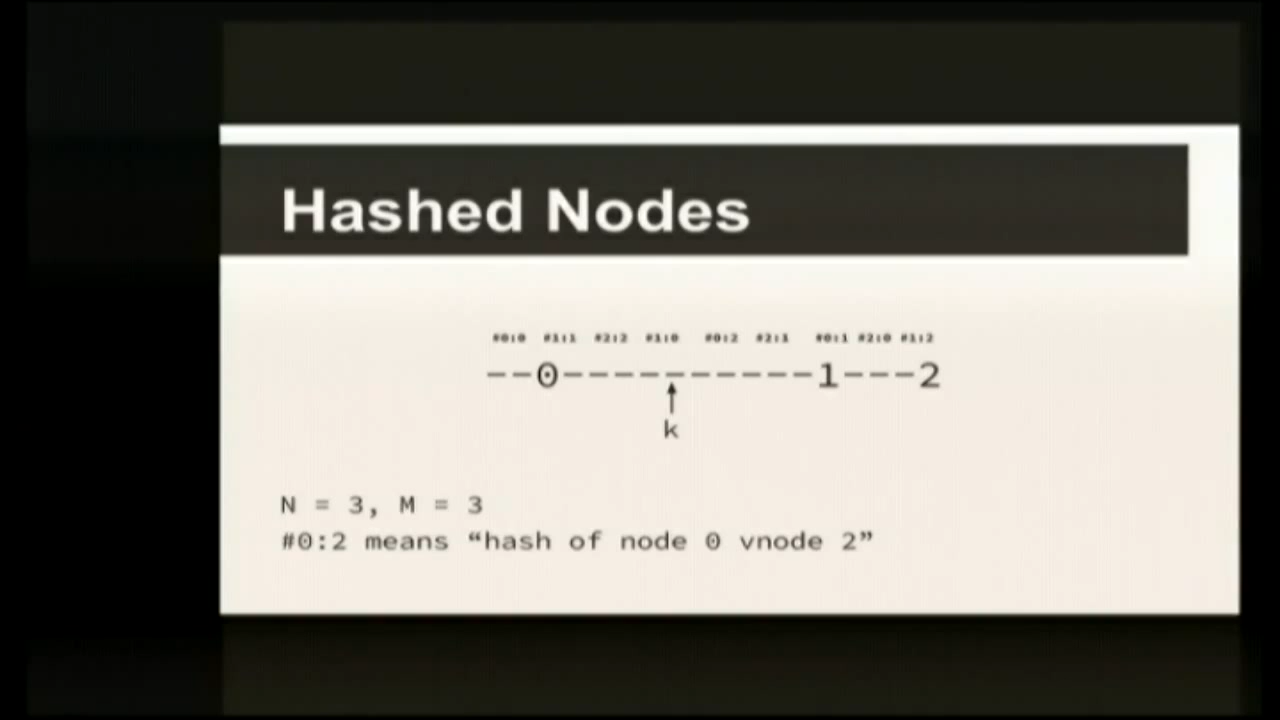 Hashed Nodes
#0:0 #1:1 #2:2 #1:0 #0:2 #2:1 #0:1 #2:0 #1:2
--0-----------1---2
k
N = 3, M = 3
#0:2 means “hash of node 0 vnode 2”